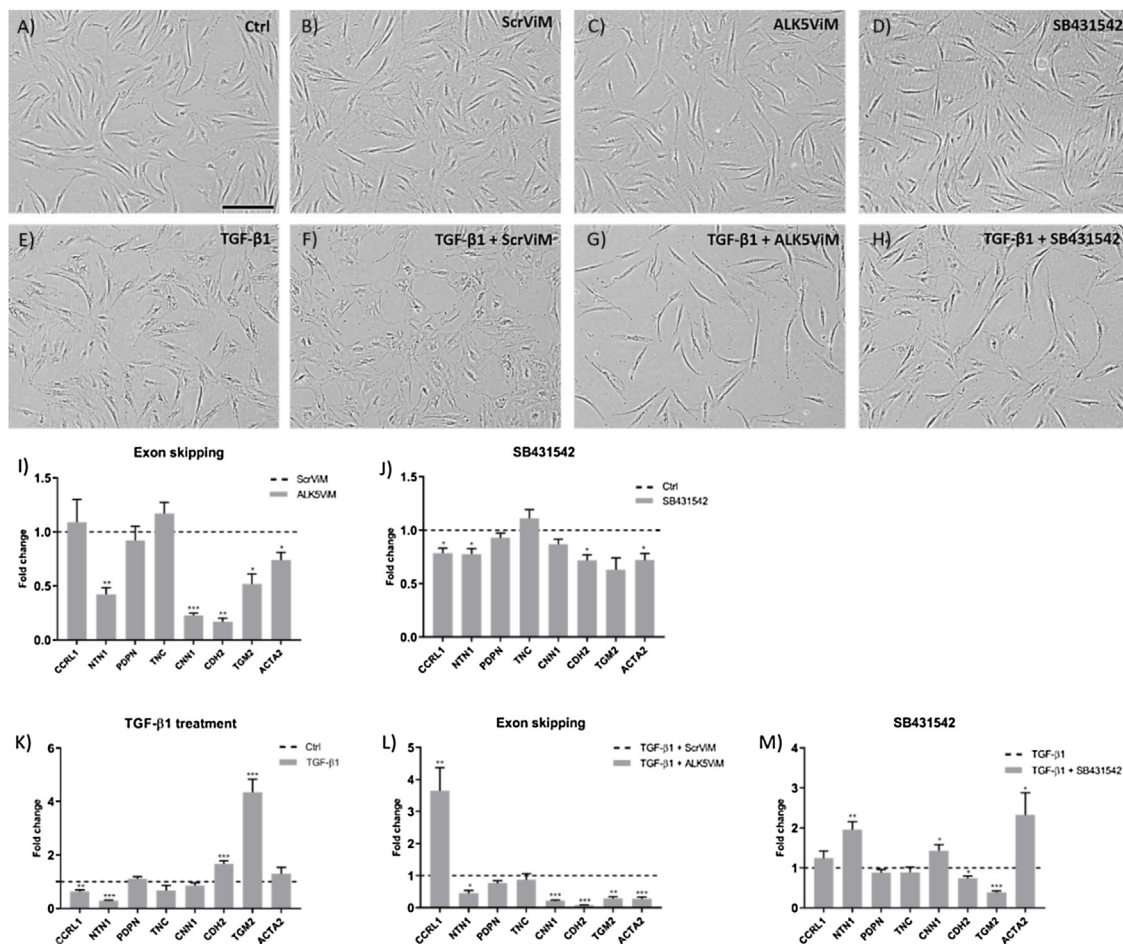 A) Ctrl
B) ScrViM
C) ALK5ViM
D) SB431542
E) TGF-β1
F) TGF-β1 + ScrViM
G) TGF-β1 + ALK5ViM
H) TGF-β1 + SB431542
I) Exon skipping
ScrViM
ALK5ViM
Fold change
1.5
1.0
0.5
0.0
** *** ** * *
CCRL1 NTN1 PDPN TNC CNN1 CDH2 TGM2 ACTA2
J) SB431542
Ctrl
SB431542
Fold change
1.5
1.0
0.5
0.0
* * * *
CCRL1 NTN1 PDPN TNC CNN1 CDH2 TGM2 ACTA2
K) TGF-β1 treatment
Ctrl
TGF-β1
Fold change
6
4
2
0
** *** *** ***
CCRL1 NTN1 PDPN TNC CNN1 CDH2 TGM2 ACTA2
L) Exon skipping
TGF-β1 + ScrViM
TGF-β1 + ALK5ViM
Fold change
5
4
3
2
1
0
** * *** *** ** ***
CCRL1 NTN1 PDPN TNC CNN1 CDH2 TGM2 ACTA2
M) SB431542
TGF-β1
TGF-β1 + SB431542
Fold change
4
3
2
1
0
** * * *** *
CCRL1 NTN1 PDPN TNC CNN1 CDH2 TGM2 ACTA2